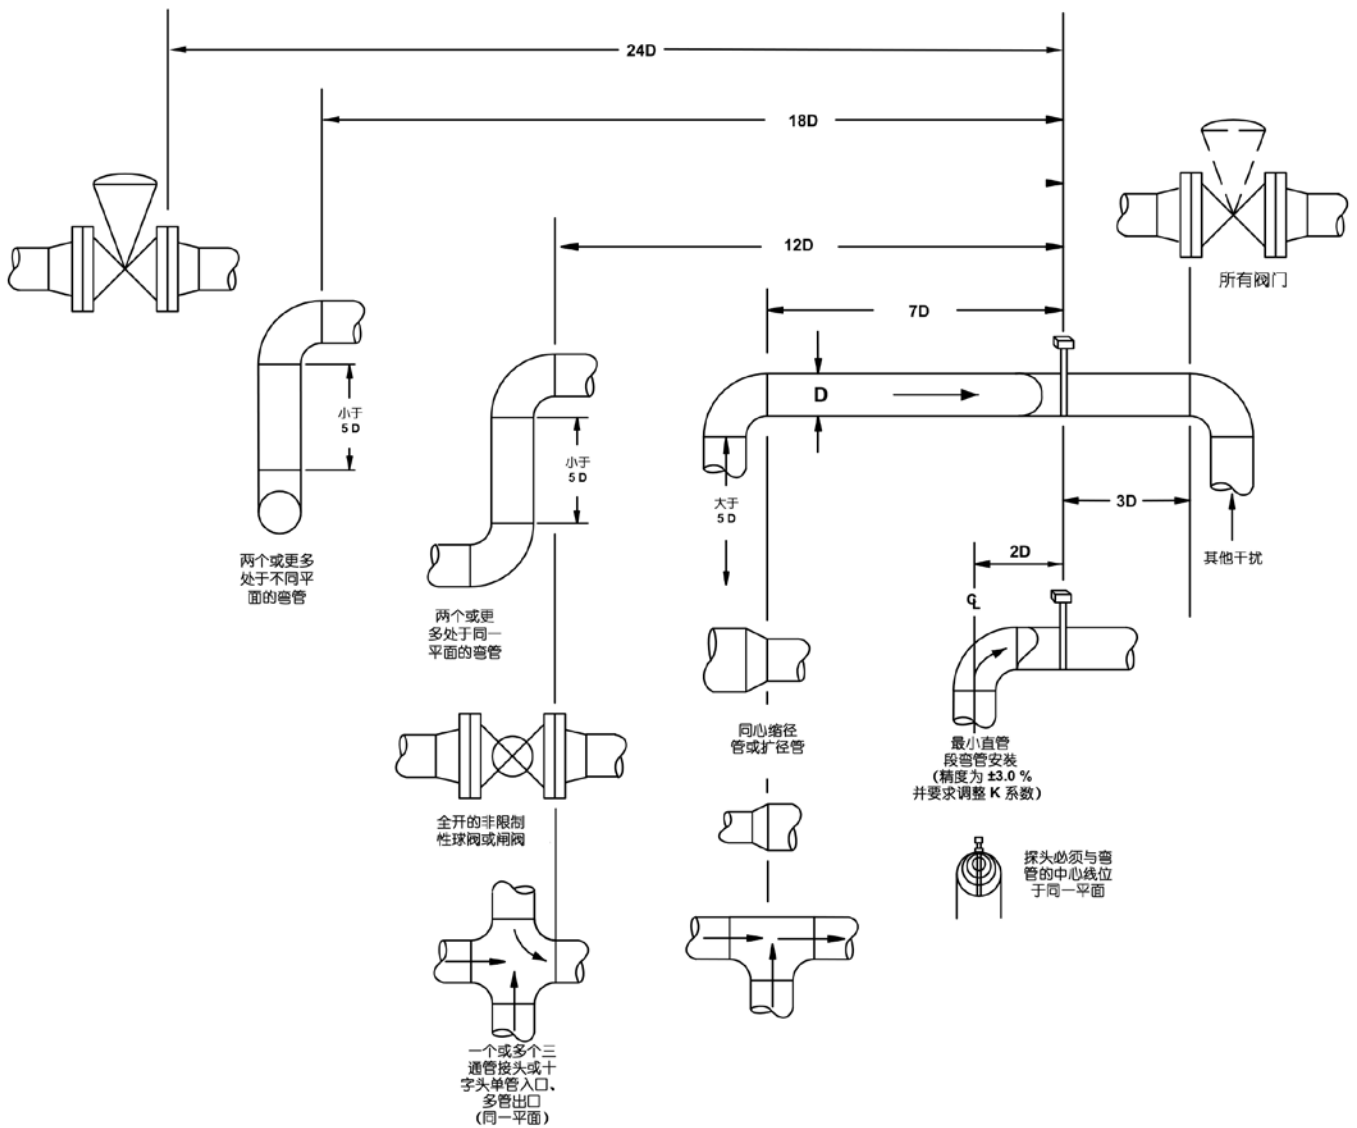 24D
18D
12D
所有阀门
7D
D
小于
5 D
小于
5 D
大于
5 D
3D
其他干扰
2D
℄
两个或更多
处于不同平
面的弯管
两个或更
多处于同一
平面的弯管
同心缩径
管或扩径管
最小直管
段弯管安装
（精度为 ±3.0 %
并要求调整 K 系数）
全开的非限制
性球阀或闸阀
探头必须与弯
管的中心线位
于同一平面
一个或多个三
通管接头或十
字头单管入口、
多管出口
（同一平面）